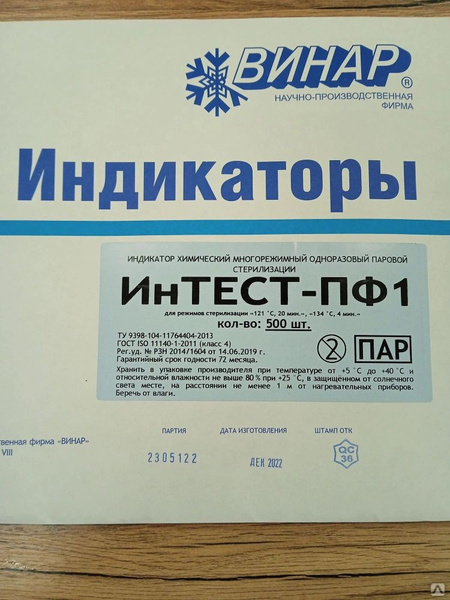 ВИНАР ®
НАУЧНО-ПРОИЗВОДСТВЕННАЯ
ФИРМА
Индикаторы
ИНДИКАТОР ХИМИЧЕСКИЙ МНОГОРЕЖИМНЫЙ ОДНОРАЗОВЫЙ ПАРОВОЙ
СТЕРИЛИЗАЦИИ
ИнТЕСТ-ПФ1
для режимов стерилизации -121 °С, 20 мин.-, -134 °С, 4 мин.-
кол-во: 500 шт.
ТУ 9398-104-11764404-2013
ГОСТ ISO 11140-1-2011 (класс 4)
Рег.уд. № РЗН 2014/1604 от 14.06.2019 г.
Гарантийный срок годности 72 месяца.
2 ПАР
Хранить в упаковке производителя при температуре от +5 °С до +40 °С и
относительной влажности не выше 80 % при +25 °С, в защищенном от солнечного
света месте, на расстоянии не менее 1 м от нагревательных приборов.
Беречь от влаги.
ственная фирма «ВИНАР»
VIII
ПАРТИЯ ДАТА ИЗГОТОВЛЕНИЯ ШТАМП ОТК
2305122 ДЕК 2022 QC
36